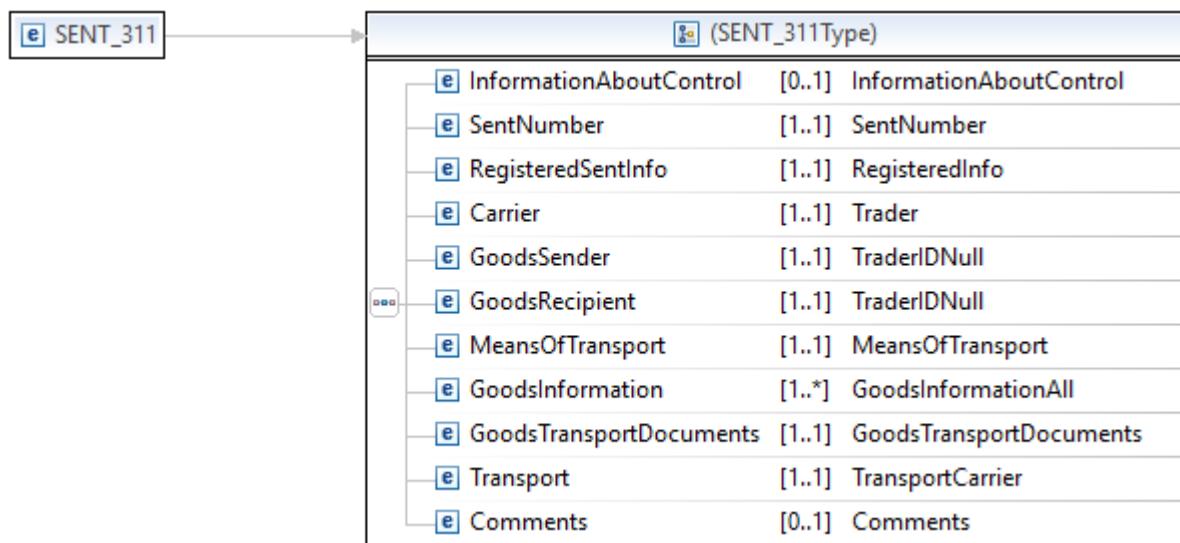 e SENT_311
e (SENT_311Type)
e InformationAboutControl [0..1] InformationAboutControl
e SentNumber [1..1] SentNumber
e RegisteredSentInfo [1..1] RegisteredInfo
e Carrier [1..1] Trader
e GoodsSender [1..1] TraderIDNull
e GoodsRecipient [1..1] TraderIDNull
e MeansOfTransport [1..1] MeansOfTransport
e GoodsInformation [1..*] GoodsInformationAll
e GoodsTransportDocuments [1..1] GoodsTransportDocuments
e Transport [1..1] TransportCarrier
e Comments [0..1] Comments